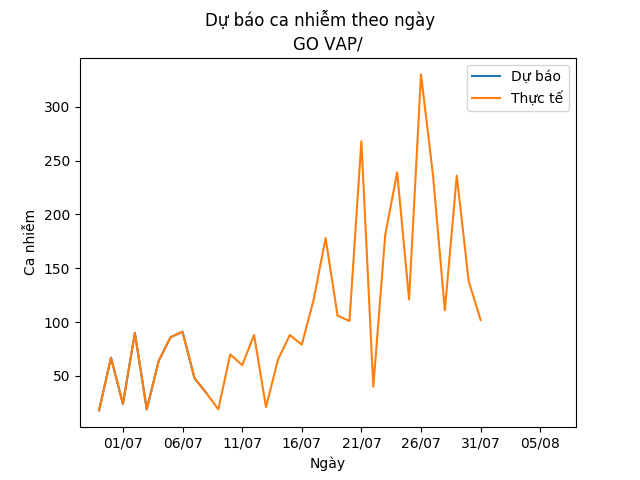 Dự báo ca nhiễm theo ngày
GO VAP/
Dự báo
Thực tế
300
250
200
150
100
50
Ca nhiễm
01/07 06/07 11/07 16/07 21/07 26/07 31/07 05/08
Ngày